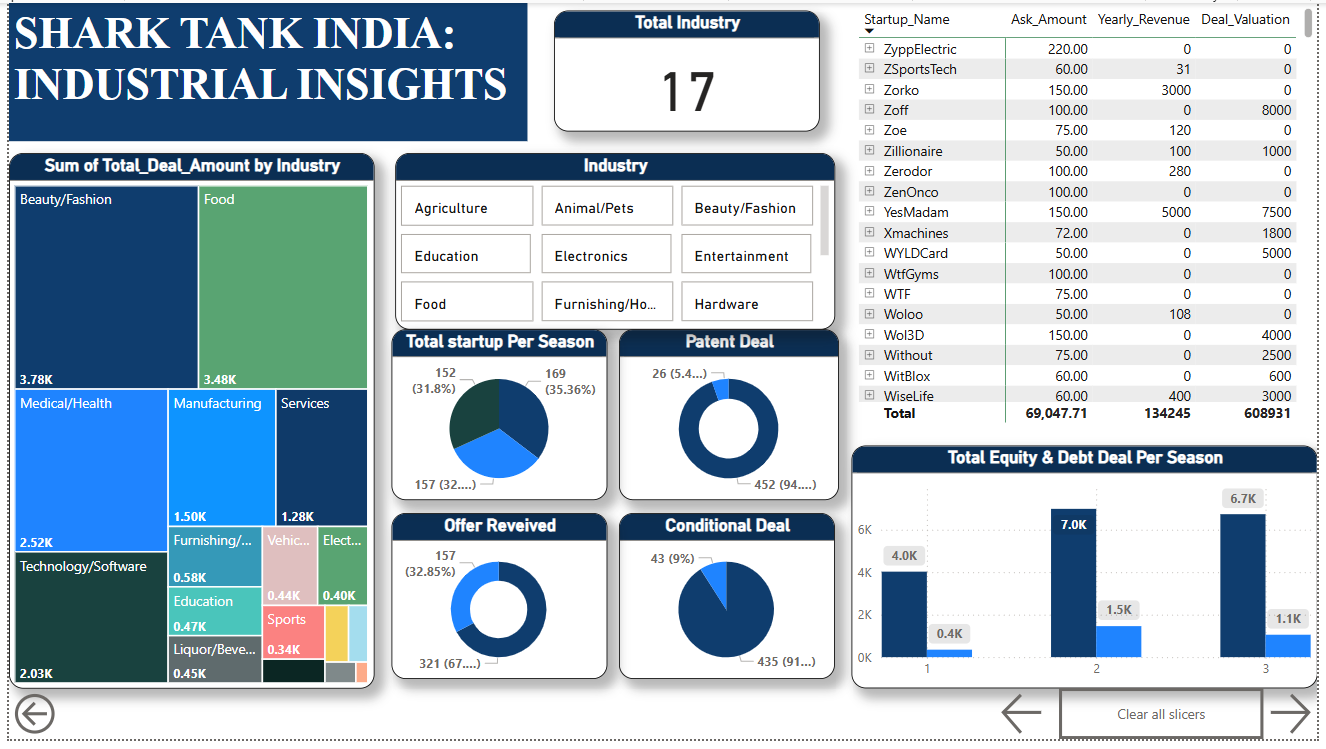 SHARK TANK INDIA:
INDUSTRIAL INSIGHTS
Total Industry
17
Startup_Name Ask_Amount Yearly_Revenue Deal_Valuation
ZyppElectric 220.00 0 0
ZSportsTech 60.00 31 0
Zorko 150.00 3000 0
Zoff 100.00 0 8000
Zoe 75.00 120 0
Zillionaire 50.00 100 1000
Zerodor 100.00 280 0
ZenOnco 100.00 0 0
YesMadam 150.00 5000 7500
Xmachines 72.00 0 1800
WYLDCard 50.00 0 5000
WtfGyms 100.00 0 0
WTF 75.00 0 0
Woloo 50.00 108 0
Wol3D 150.00 0 4000
Without 75.00 0 2500
WitBlox 60.00 0 600
WiseLife 60.00 400 3000
Total 69,047.71 134245 608931
Sum of Total_Deal_Amount by Industry
Beauty/Fashion
3.78K
Food
3.48K
Medical/Health
2.52K
Manufacturing
1.50K
Services
1.28K
Technology/Software
2.03K
Furnishing/...
0.58K
Education
0.47K
Liquor/Beve...
0.45K
Vehic...
0.44K
Elect...
0.40K
Sports
0.34K
Industry
Agriculture
Animal/Pets
Beauty/Fashion
Education
Electronics
Entertainment
Food
Furnishing/Ho...
Hardware
Total startup Per Season
152
(31.8%)
169
(35.36%)
157 (32....)
Patent Deal
26 (5.4...)
452 (94....)
Offer Reveived
157
(32.85%)
321 (67....)
Conditional Deal
43 (9%)
435 (91...)
Total Equity & Debt Deal Per Season
6K
4K
2K
0K
4.0K
0.4K
7.0K
1.5K
6.7K
1.1K
1
2
3
Clear all slicers